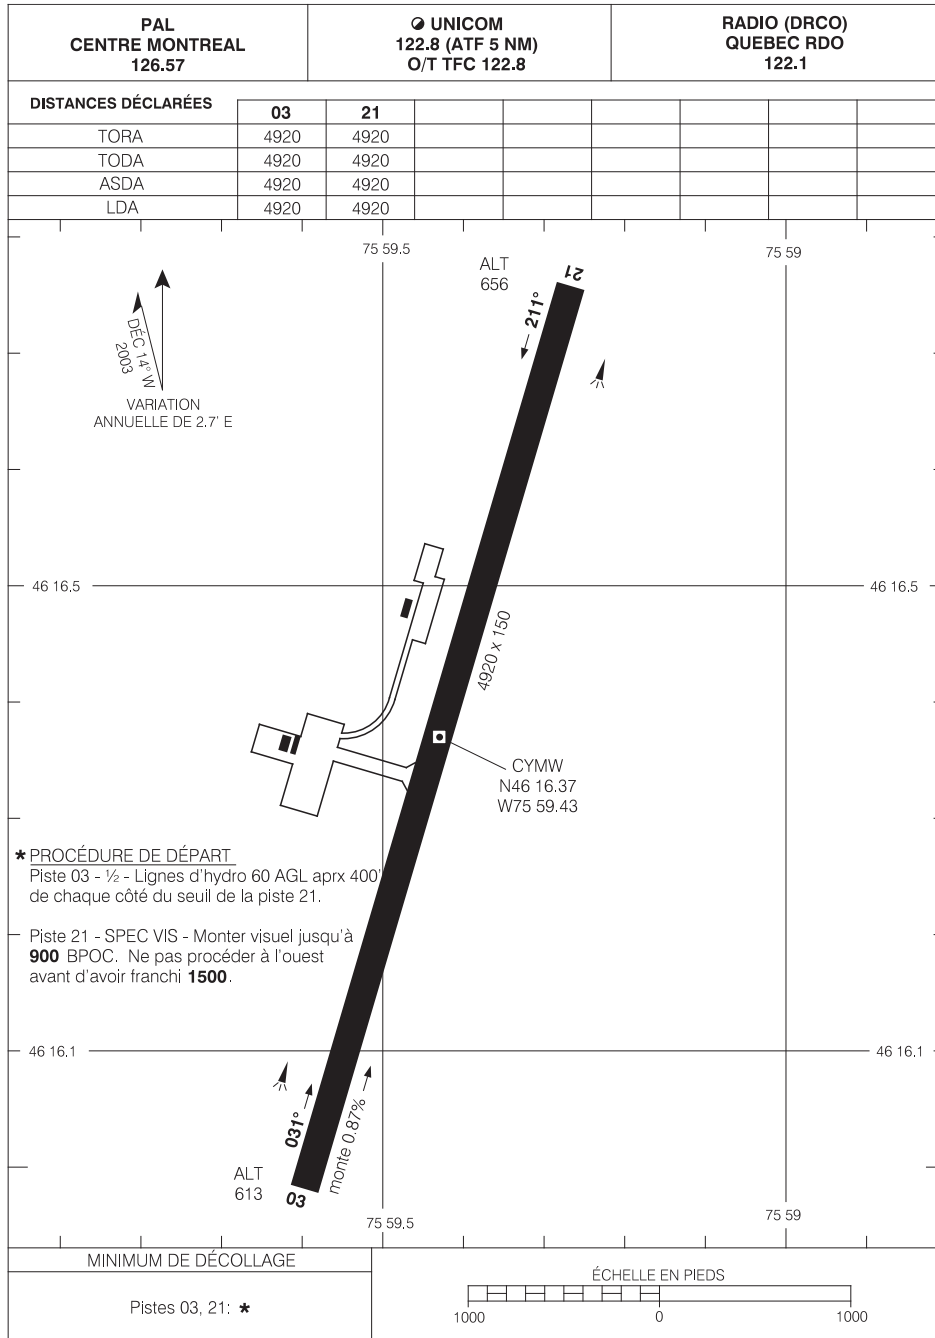 PAL
CENTRE MONTREAL
126.57
UNICOM
122.8 (ATF 5 NM)
O/T TFC 122.8
RADIO (DRCO)
QUEBEC RDO
122.1
DISTANCES DÉCLARÉES
03 21
TORA 4920 4920
TODA 4920 4920
ASDA 4920 4920
LDA 4920 4920
75 59.5
75 59
ALT
656
21
211°
DÉC 14° W
2003
VARIATION
ANNUELLE DE 2.7' E
46 16.5
46 16.5
4920 x 150
CYMW
N46 16.37
W75 59.43
* PROCÉDURE DE DÉPART
Piste 03 - ½ - Lignes d'hydro 60 AGL aprx 400'
de chaque côté du seuil de la piste 21.
Piste 21 - SPEC VIS - Monter visuel jusqu'à
900 BPOC. Ne pas procéder à l'ouest
avant d'avoir franchi 1500.
46 16.1
46 16.1
031°
monte 0.87%
ALT
613
03
75 59.5
75 59
MINIMUM DE DÉCOLLAGE
Pistes 03, 21: *
ÉCHELLE EN PIEDS
1000 0 1000